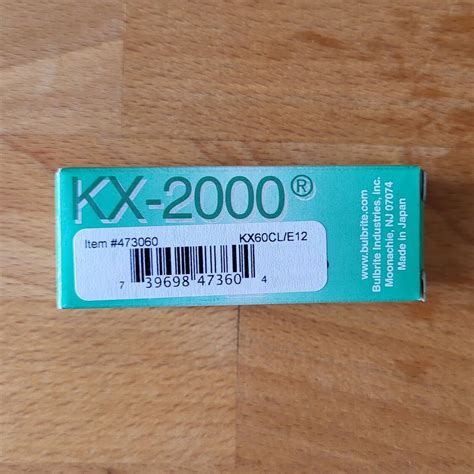 KX-2000®
Item #473060 KX60CL/E12
7 39698 47360 4
www.bulbrite.com
Bulbrite Industries, Inc.
Moonachie, NJ 07074
Made in Japan